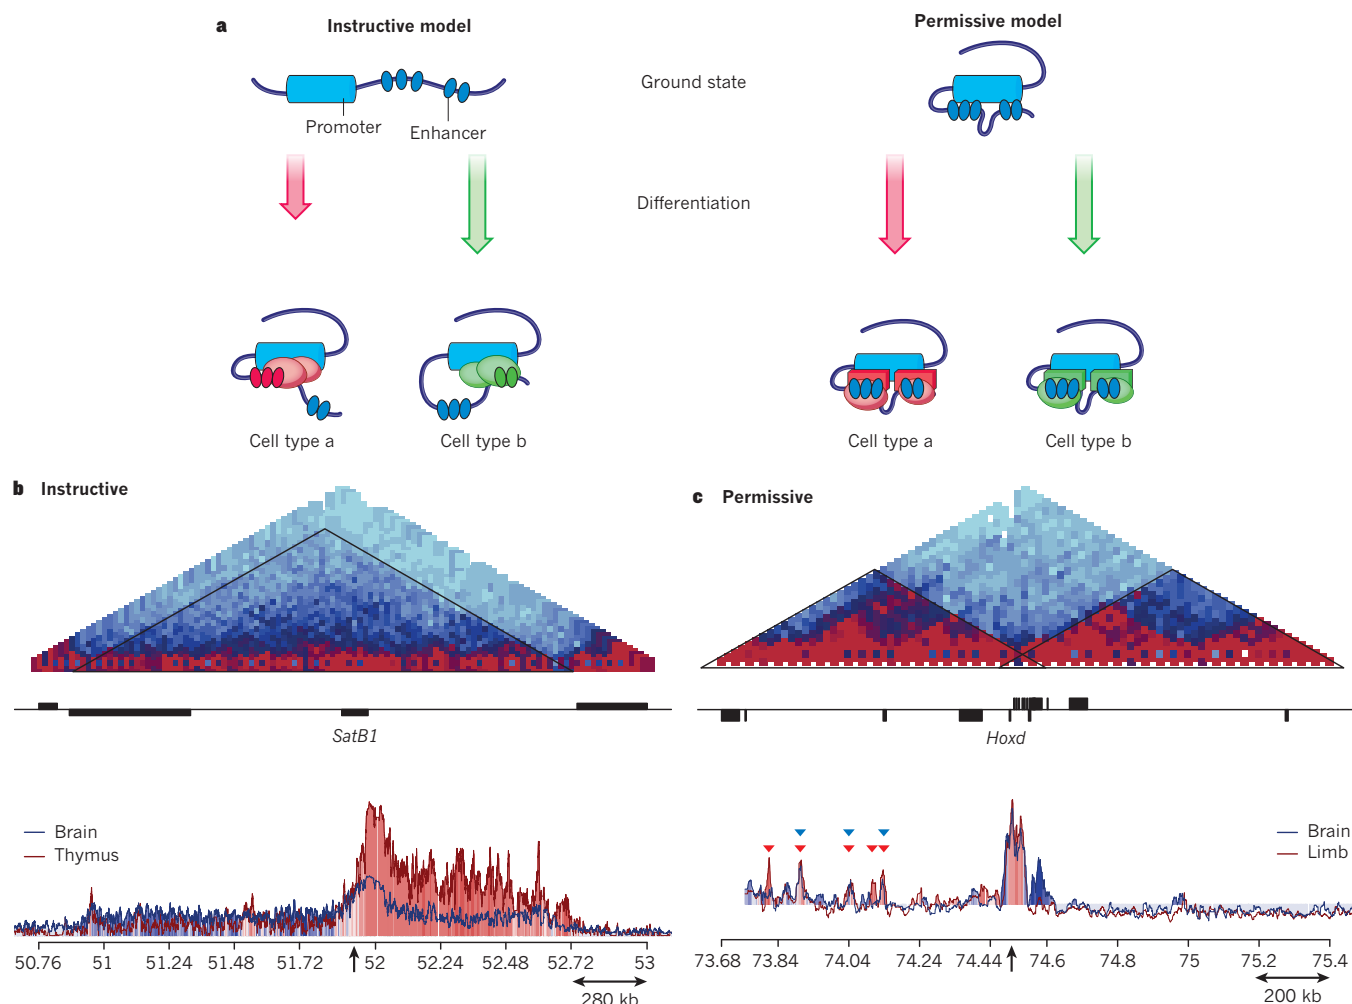 a Instructive model
Permissive model
Ground state
Promoter
Enhancer
Differentiation
Cell type a
Cell type b
Cell type a
Cell type b
b Instructive
c Permissive
SatB1
Hoxd
Brain
Thymus
Brain
Limb
50.76 51 51.24 51.48 51.72 52 52.24 52.48 52.72 53
280 kb
73.68 73.84 74.04 74.24 74.44 74.6 74.8 75 75.2 75.4
200 kb